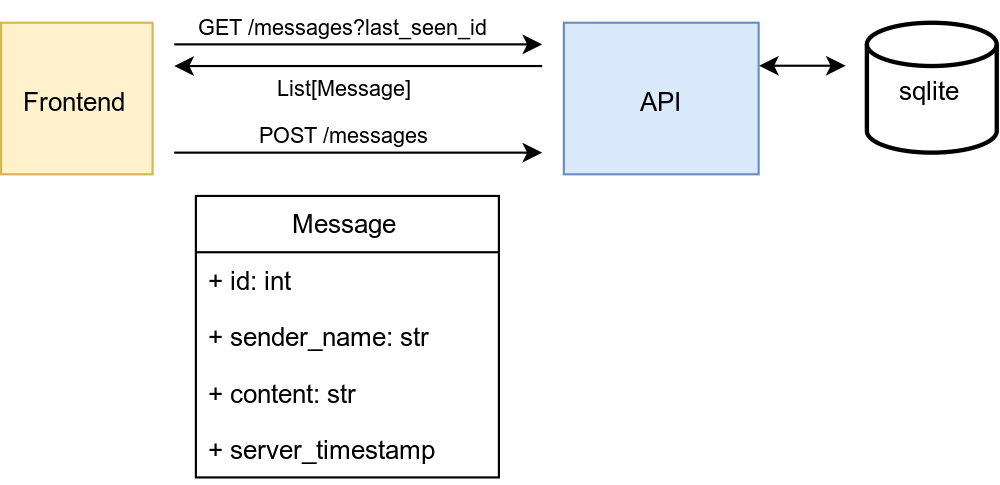 GET /messages?last_seen_id
Frontend
List[Message]
POST /messages
API
sqlite
Message
+ id: int
+ sender_name: str
+ content: str
+ server_timestamp